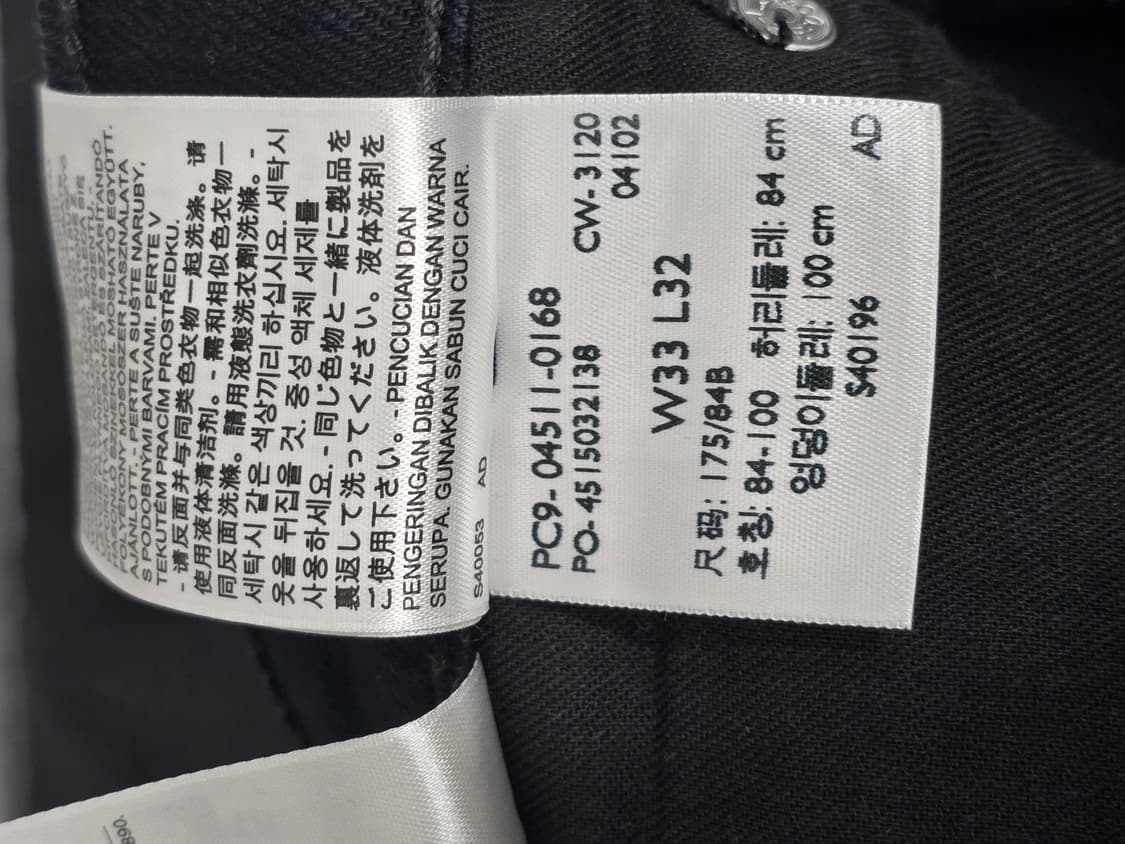 AJÁNLOTT. - PERTE A SUŠTE NARUBY,
S PODOBNÝMI BARVAMI. PERTE V
TEKUTÉM PRACÍM PROSTŘEDKU.
- 请反面并与同类色衣物一起洗涤。请
使用液体清洁剂。- 需和相似色衣物一
同反面洗滌。請用液態洗衣劑洗滌。-
세탁시 같은 색상끼리 하십시요. 세탁시
옷을 뒤집을 것. 중성 액체 세제를
사용하세요. - 同じ色物と一緒に製品を
裏返して洗ってください。液体洗剤を
ご使用下さい。- PENCUCIAN DAN
PENGERINGAN DIBALIK DENGAN WARNA
SERUPA. GUNAKAN SABUN CUCI CAIR.
S40053 AD
PC9-04511-0168
PO-4515032138 CW-3120
04102
W33 L32
尺码: 175/84B
호칭: 84-100 허리둘레: 84 cm
엉덩이둘레: 100 cm
S40196 AD
890.